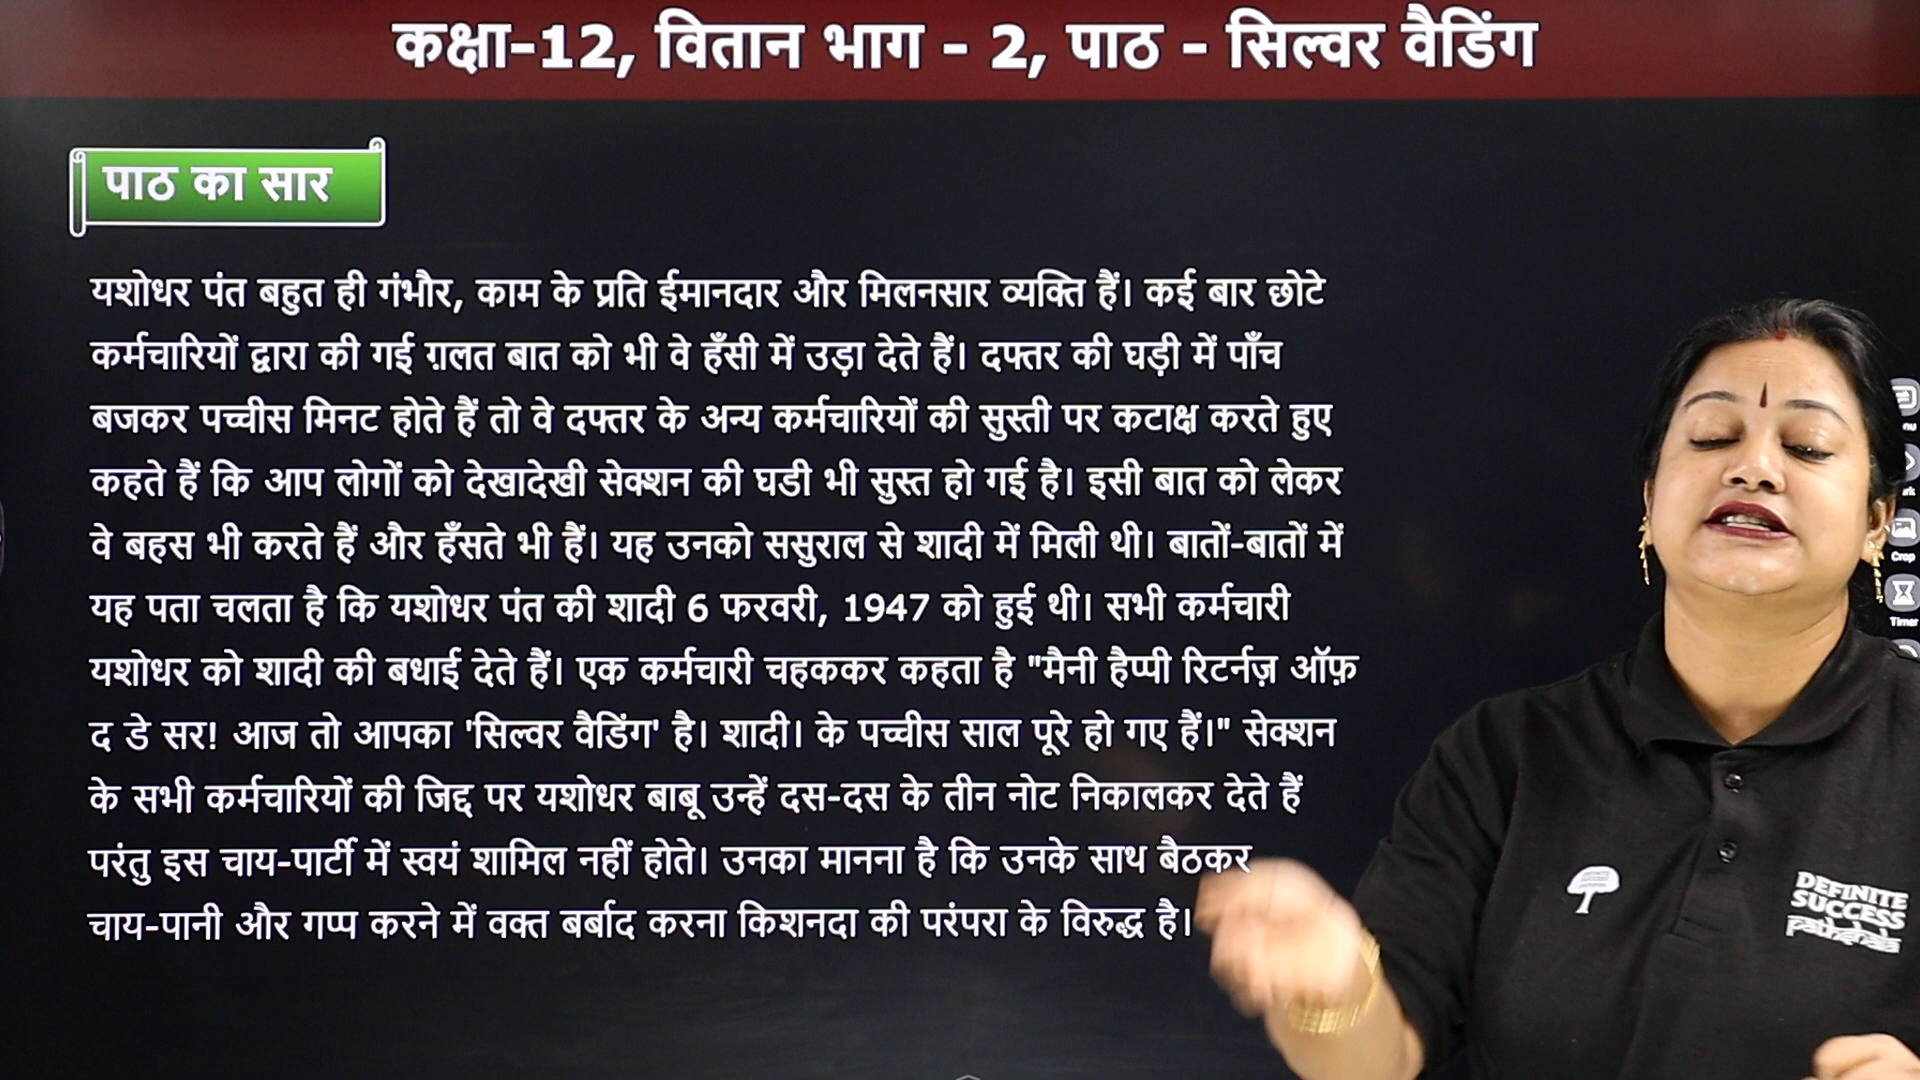 कक्षा-12, वितान भाग - 2, पाठ - सिल्वर वैडिंग
पाठ का सार
यशोधर पंत बहुत ही गंभीर, काम के प्रति ईमानदार और मिलनसार व्यक्ति हैं। कई बार छोटे
कर्मचारियों द्वारा की गई ग़लत बात को भी वे हँसी में उड़ा देते हैं। दफ्तर की घड़ी में पाँच
बजकर पच्चीस मिनट होते हैं तो वे दफ्तर के अन्य कर्मचारियों की सुस्ती पर कटाक्ष करते हुए
कहते हैं कि आप लोगों को देखादेखी सेक्शन की घडी भी सुस्त हो गई है। इसी बात को लेकर
वे बहस भी करते हैं और हँसते भी हैं। यह उनको ससुराल से शादी में मिली थी। बातों-बातों में
यह पता चलता है कि यशोधर पंत की शादी 6 फरवरी, 1947 को हुई थी। सभी कर्मचारी
यशोधर को शादी की बधाई देते हैं। एक कर्मचारी चहककर कहता है "मैनी हैप्पी रिटर्नज़ ऑफ़
द डे सर! आज तो आपका 'सिल्वर वैडिंग' है। शादी। के पच्चीस साल पूरे हो गए हैं।" सेक्शन
के सभी कर्मचारियों की जिद्द पर यशोधर बाबू उन्हें दस-दस के तीन नोट निकालकर देते हैं
परंतु इस चाय-पार्टी में स्वयं शामिल नहीं होते। उनका मानना है कि उनके साथ बैठकर
चाय-पानी और गप्प करने में वक्त बर्बाद करना किशनदा की परंपरा के विरुद्ध है।
Crop
Timer
DEFINITE
SUCCESS
pathshala